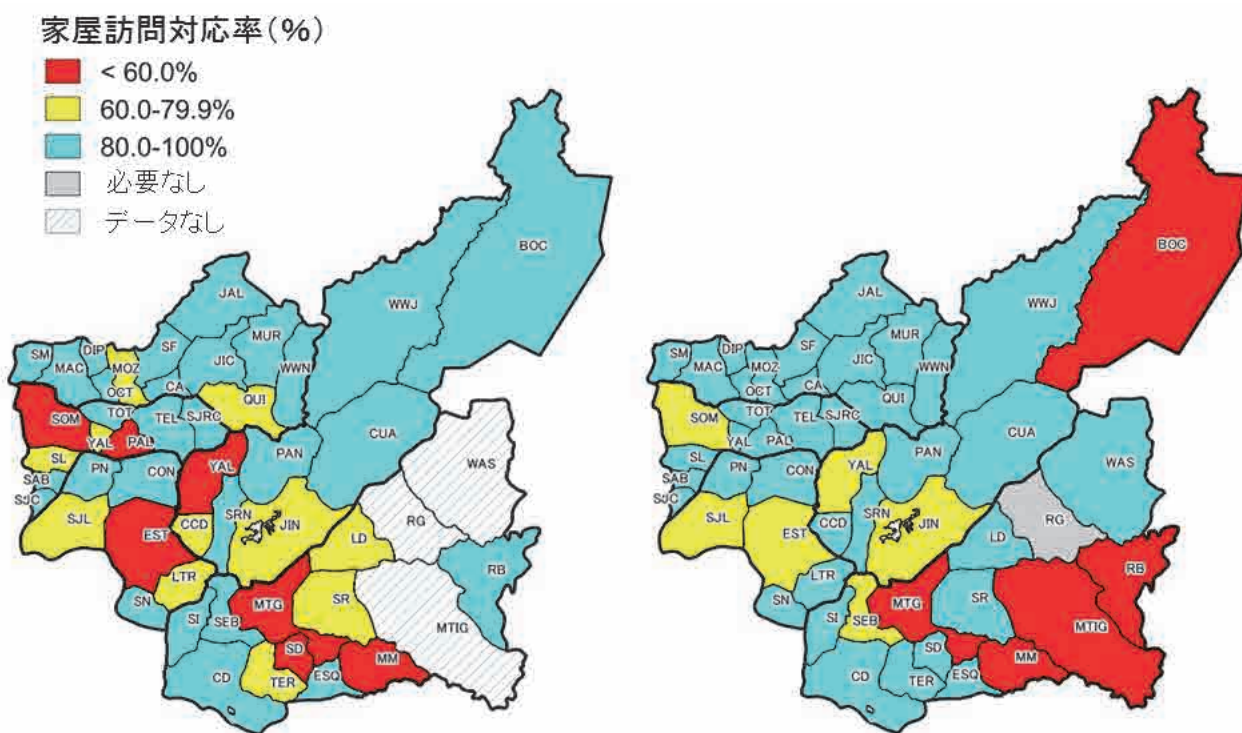 家屋訪問対応率(%)
< 60.0%
60.0-79.9%
80.0-100%
必要なし
データなし
BOC
JAL
WWJ
MUR
SF
DIP
SM
MAC
MOZ
JIC
WWN
CA
OCT
QUI
TOT
SOM
TEL
SJRC
YAL
PAL
CUA
PAN
SL
PN
CON
YAL
WAS
SAB
SJC
SRN
SJL
CCD
JIN
RG
EST
LD
LTR
RB
SN
MTG
SR
SI
SEB
MTIG
SD
MM
CD
TER
ESQ
BOC
JAL
WWJ
MUR
SF
DIP
SM
MAC
MOZ
JIC
WWN
CA
OCT
QUI
TOT
SOM
TEL
SJRC
YAL
PAL
CUA
PAN
SL
PN
CON
YAL
WAS
SAB
SJC
SRN
SJL
CCD
JIN
RG
EST
LD
LTR
RB
SN
MTG
SR
SI
SEB
MTIG
SD
MM
CD
TER
ESQ